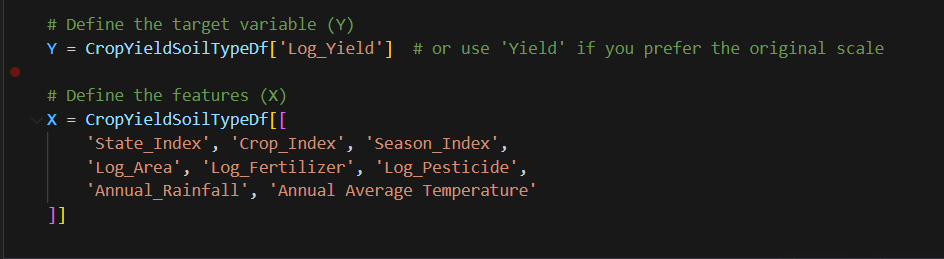 # Define the target variable (Y)
Y = CropYieldSoilTypeDf['Log_Yield']  # or use 'Yield' if you prefer the original scale
# Define the features (X)
X = CropYieldSoilTypeDf[[
    'State_Index', 'Crop_Index', 'Season_Index',
    'Log_Area', 'Log_Fertilizer', 'Log_Pesticide',
    'Annual_Rainfall', 'Annual Average Temperature'
]]